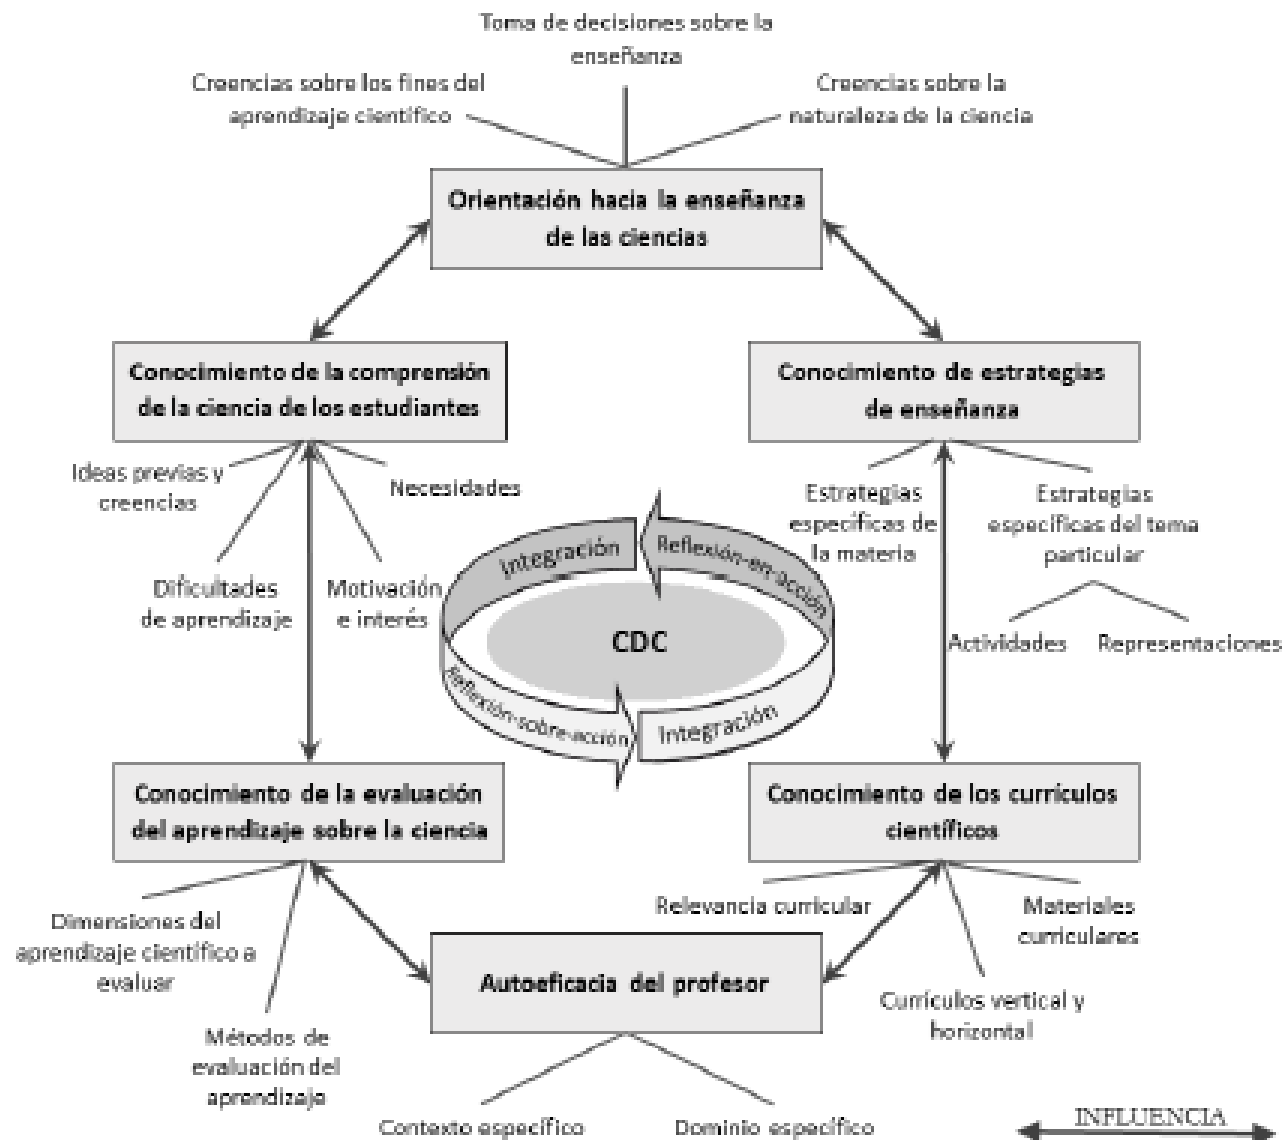 Toma de decisiones sobre la
enseñanza
Creencias sobre los fines del
aprendizaje científico
Creencias sobre la
naturaleza de la ciencia
Orientación hacia la enseñanza
de las ciencias
Conocimiento de la comprensión
de la ciencia de los estudiantes
Conocimiento de estrategias
de enseñanza
Ideas previas y
creencias
Necesidades
Dificultades
de aprendizaje
Motivación
e interés
Estrategias
específicas de
la materia
Estrategias
específicas del tema
particular
Actividades
Representaciones
Integración
Reflexión-en-acción
CDC
Reflexión-sobre-acción
Integración
Conocimiento de la evaluación
del aprendizaje sobre la ciencia
Conocimiento de los currículos
científicos
Dimensiones del
aprendizaje científico a
evaluar
Métodos de
evaluación del
aprendizaje
Relevancia curricular
Materiales
curriculares
Currículos vertical y
horizontal
Autoeficacia del profesor
Contexto específico
Dominio específico
INFLUENCIA